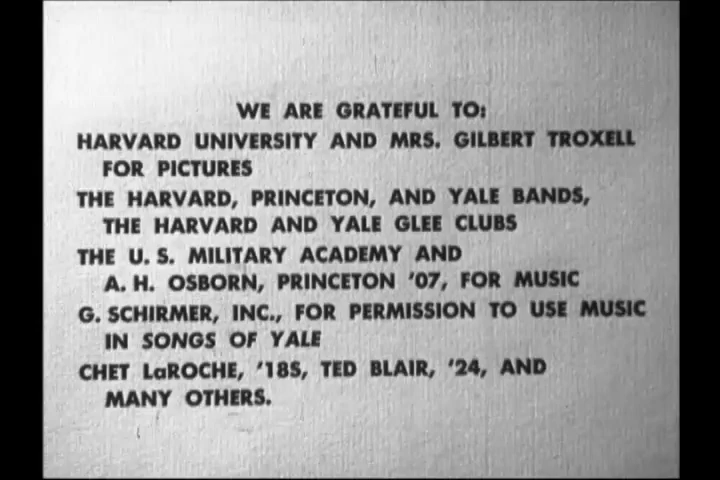 WE ARE GRATEFUL TO:
HARVARD UNIVERSITY AND MRS. GILBERT TROXELL
FOR PICTURES
THE HARVARD, PRINCETON, AND YALE BANDS,
THE HARVARD AND YALE GLEE CLUBS
THE U. S. MILITARY ACADEMY AND
A. H. OSBORN, PRINCETON '07, FOR MUSIC
G. SCHIRMER, INC., FOR PERMISSION TO USE MUSIC
IN SONGS OF YALE
CHET LaROCHE, '18S, TED BLAIR, '24, AND
MANY OTHERS.